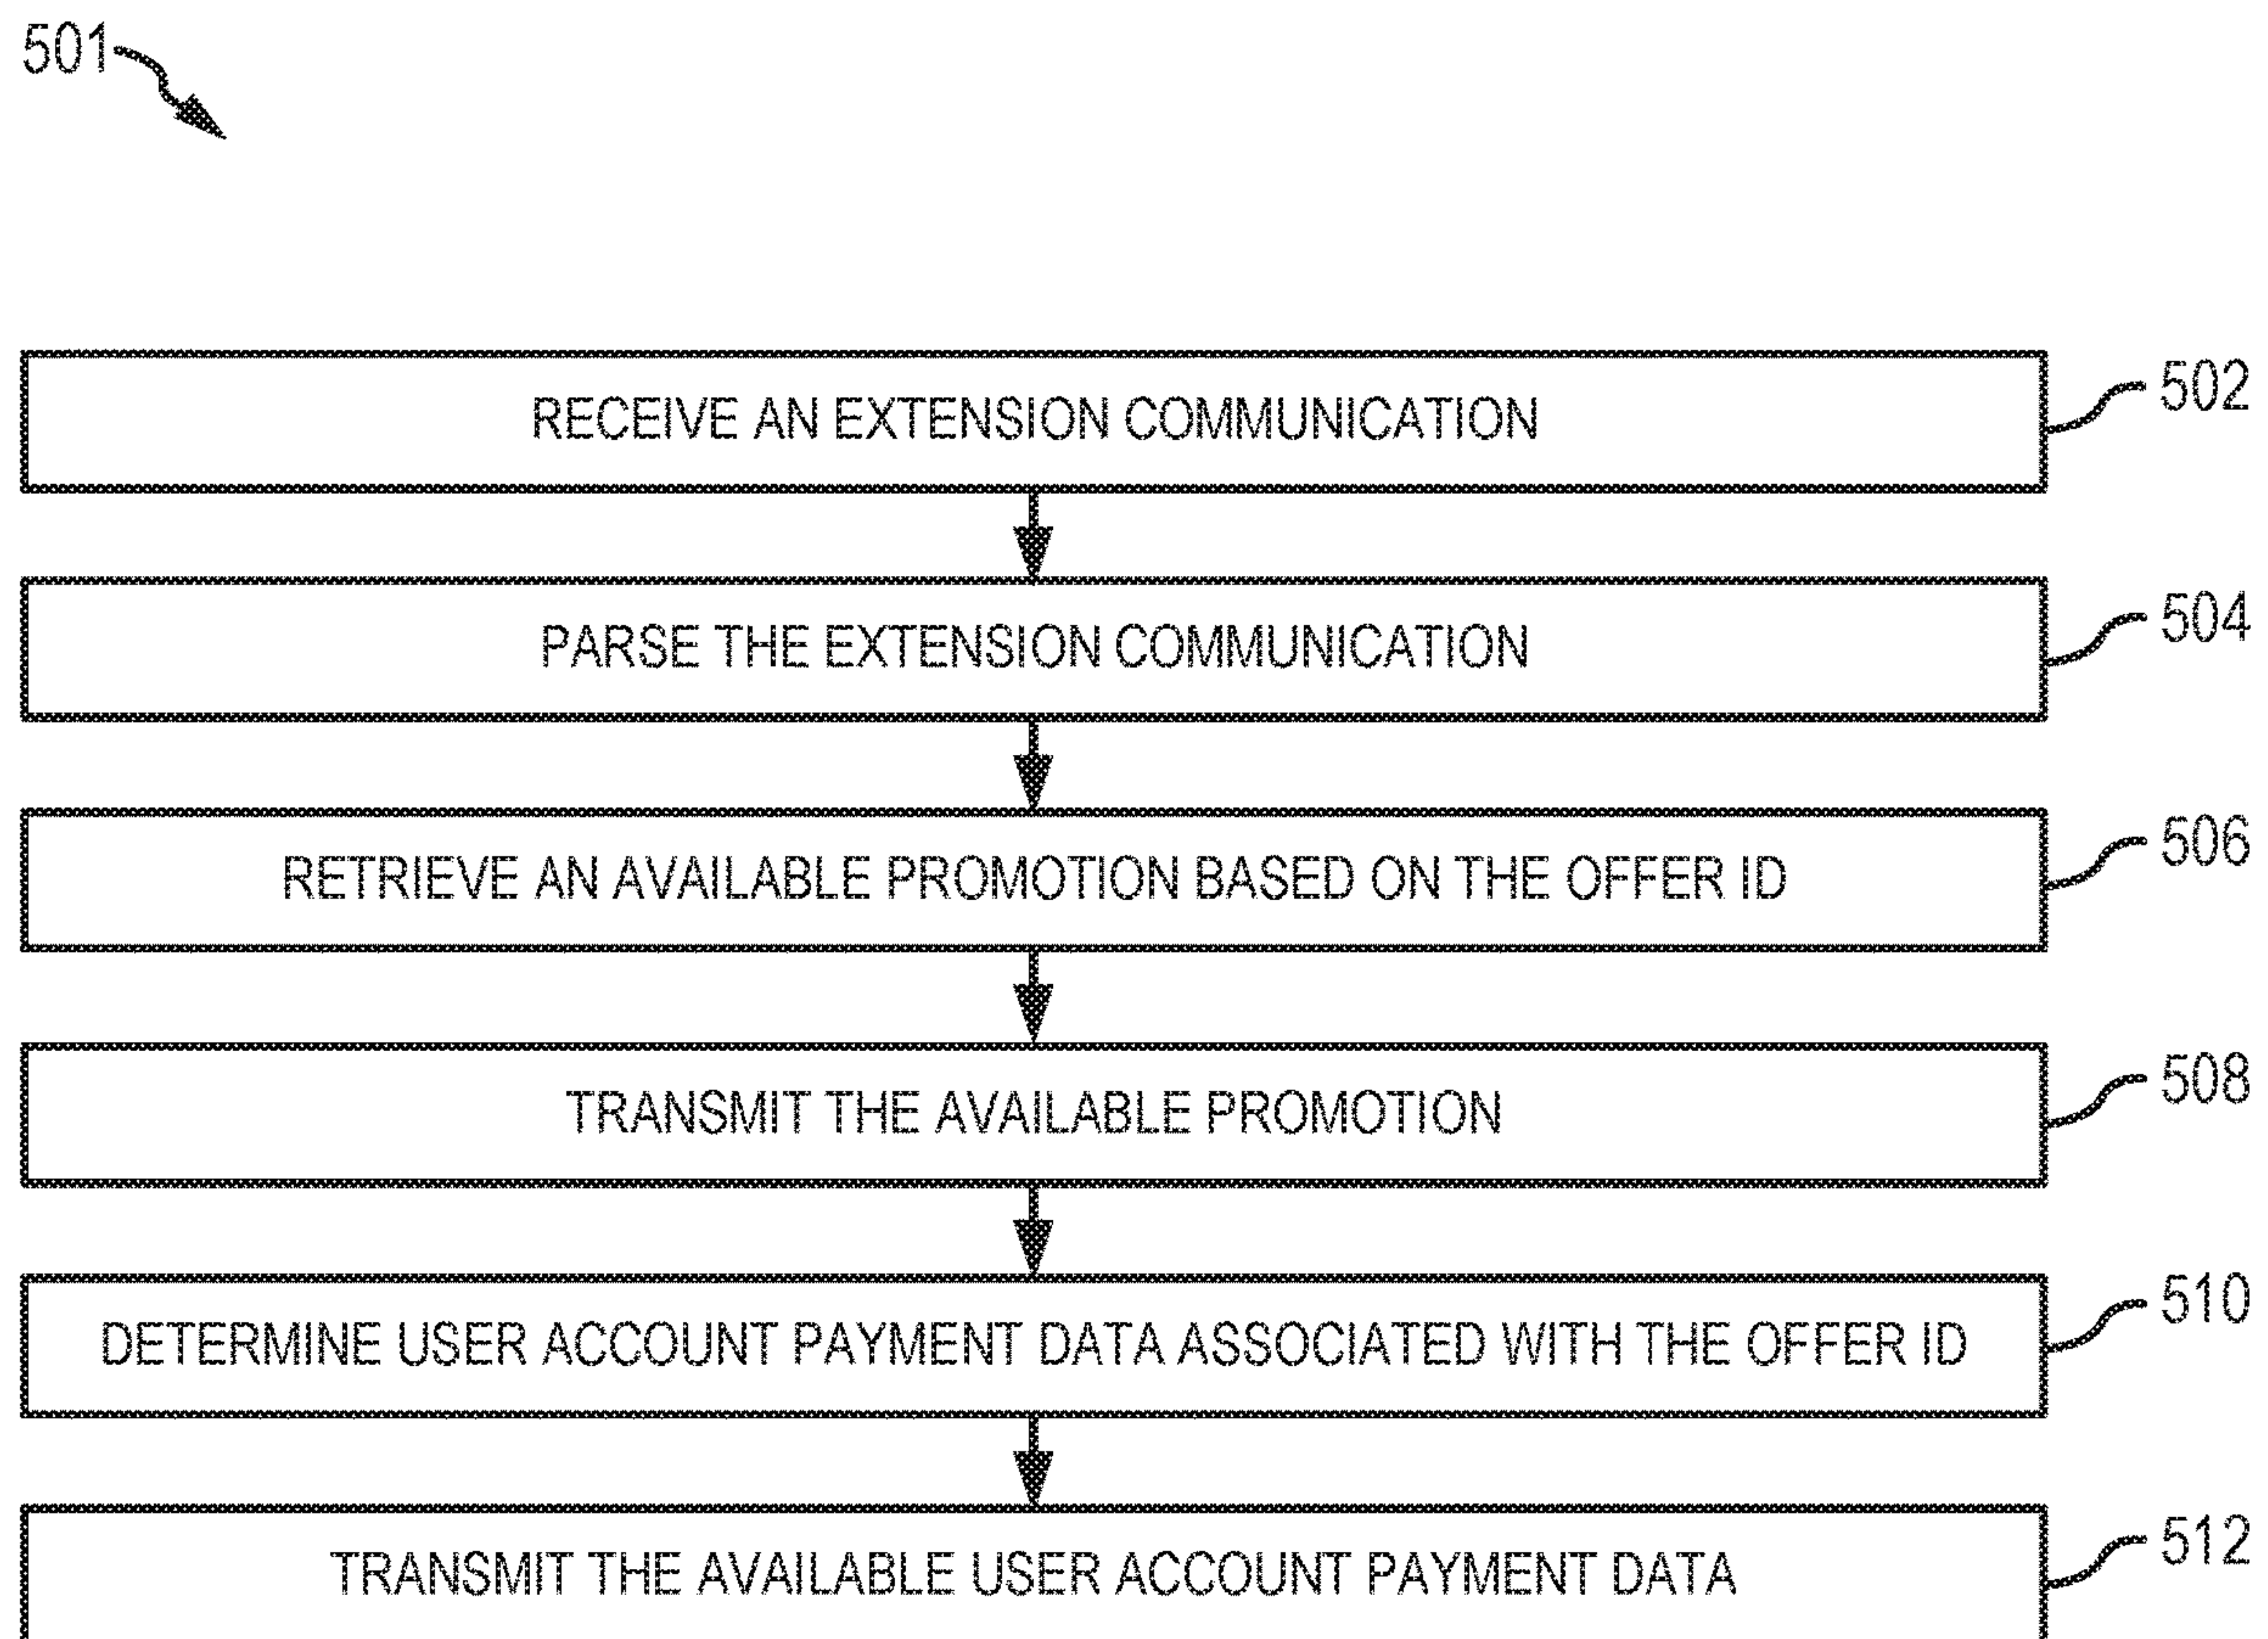 501
RECEIVE AN EXTENSION COMMUNICATION
502
PARSE THE EXTENSION COMMUNICATION
504
RETRIEVE AN AVAILABLE PROMOTION BASED ON THE OFFER ID
506
TRANSMIT THE AVAILABLE PROMOTION
508
DETERMINE USER ACCOUNT PAYMENT DATA ASSOCIATED WITH THE OFFER ID
510
TRANSMIT THE AVAILABLE USER ACCOUNT PAYMENT DATA
512